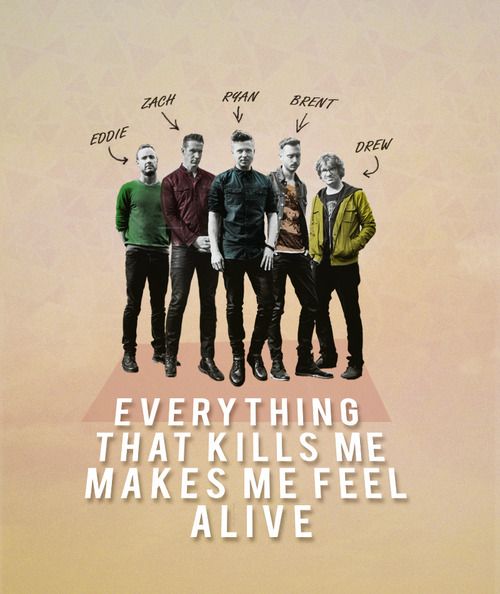 EDDIE
ZACH
RYAN
BRENT
DREW
EVERYTHING
THAT KILLS ME
MAKES ME FEEL
ALIVE